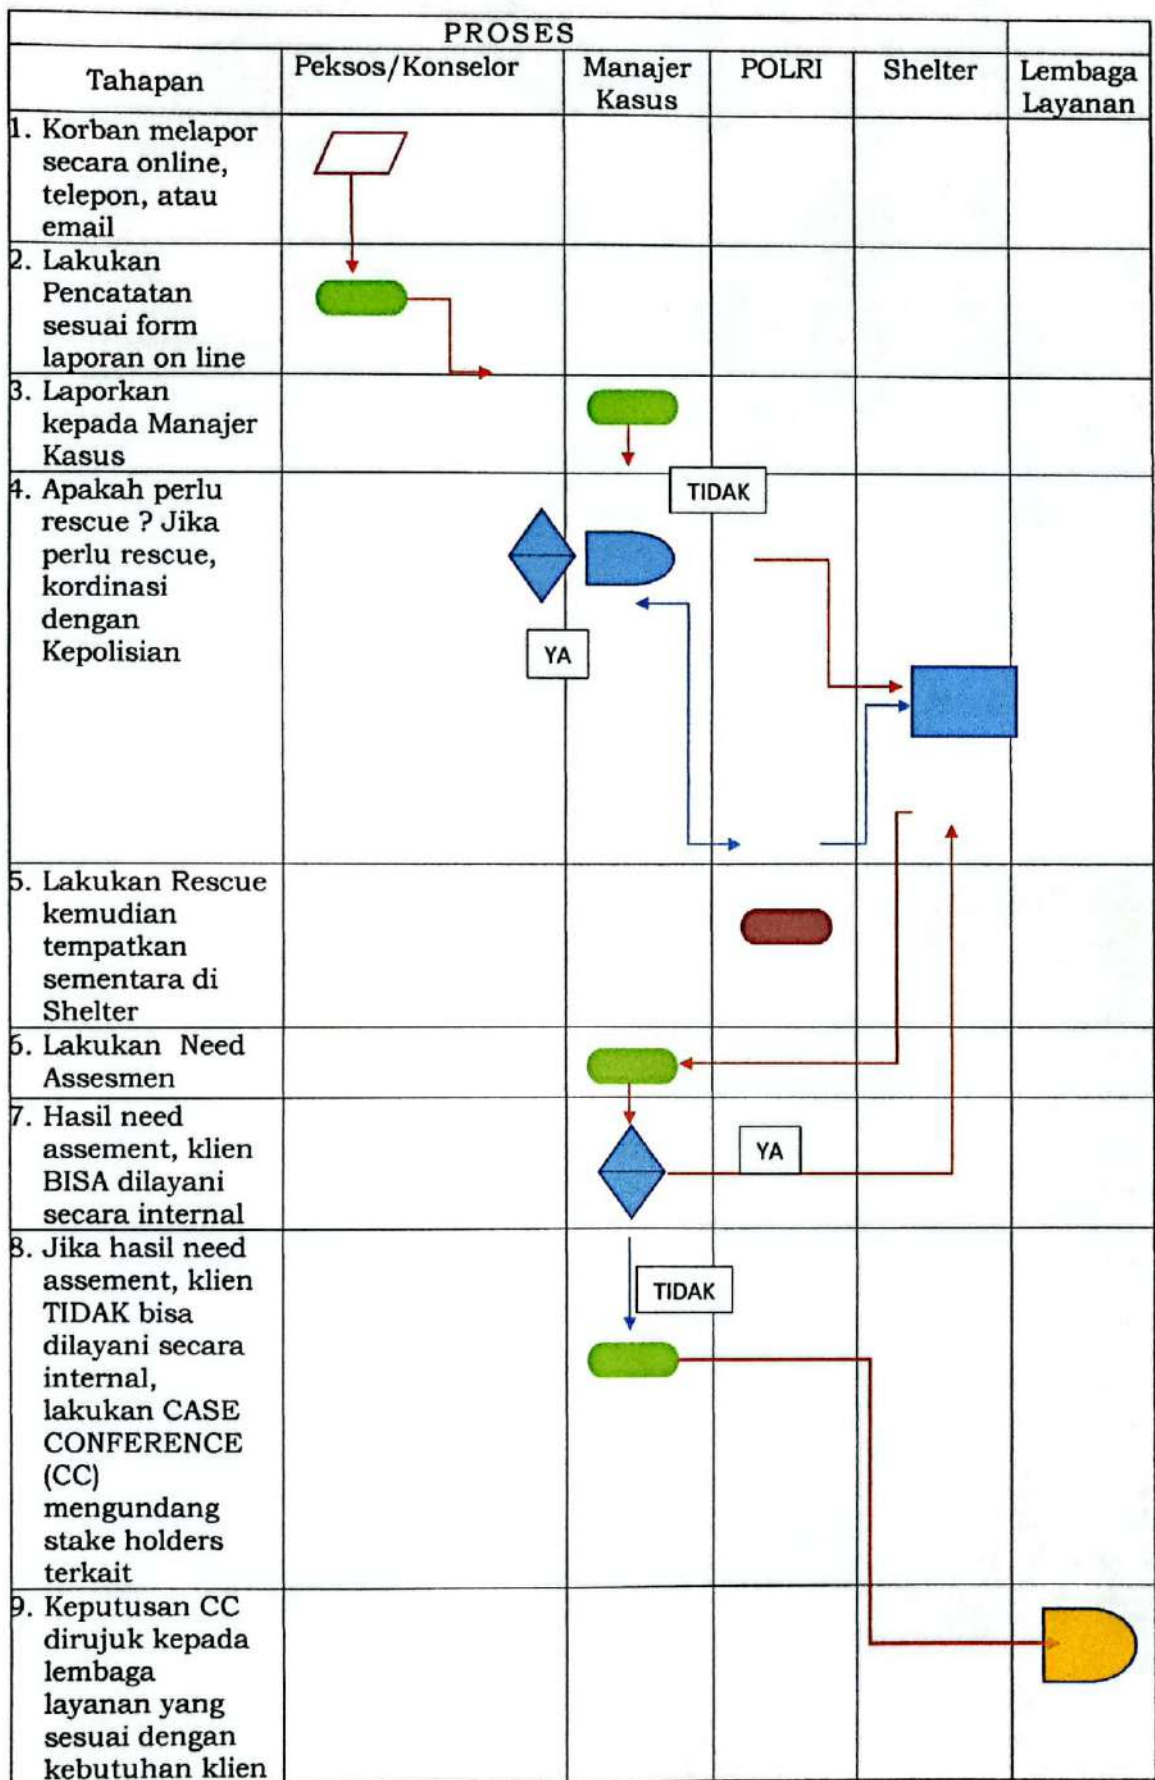 PROSES
Tahapan
Peksos/Konselor
Manajer
Kasus
POLRI
Shelter
Lembaga
Layanan
1. Korban melapor
secara online,
telepon, atau
email
2. Lakukan
Pencatatan
sesuai form
laporan on line
3. Laporkan
kepada Manajer
Kasus
4. Apakah perlu
rescue ? Jika
perlu rescue,
kordinasi
dengan
Kepolisian
TIDAK
YA
5. Lakukan Rescue
kemudian
tempatkan
sementara di
Shelter
6. Lakukan Need
Assesmen
7. Hasil need
assement, klien
BISA dilayani
secara internal
YA
8. Jika hasil need
assement, klien
TIDAK bisa
dilayani secara
internal,
lakukan CASE
CONFERENCE
(CC)
mengundang
stake holders
terkait
TIDAK
9. Keputusan CC
dirujuk kepada
lembaga
layanan yang
sesuai dengan
kebutuhan klien